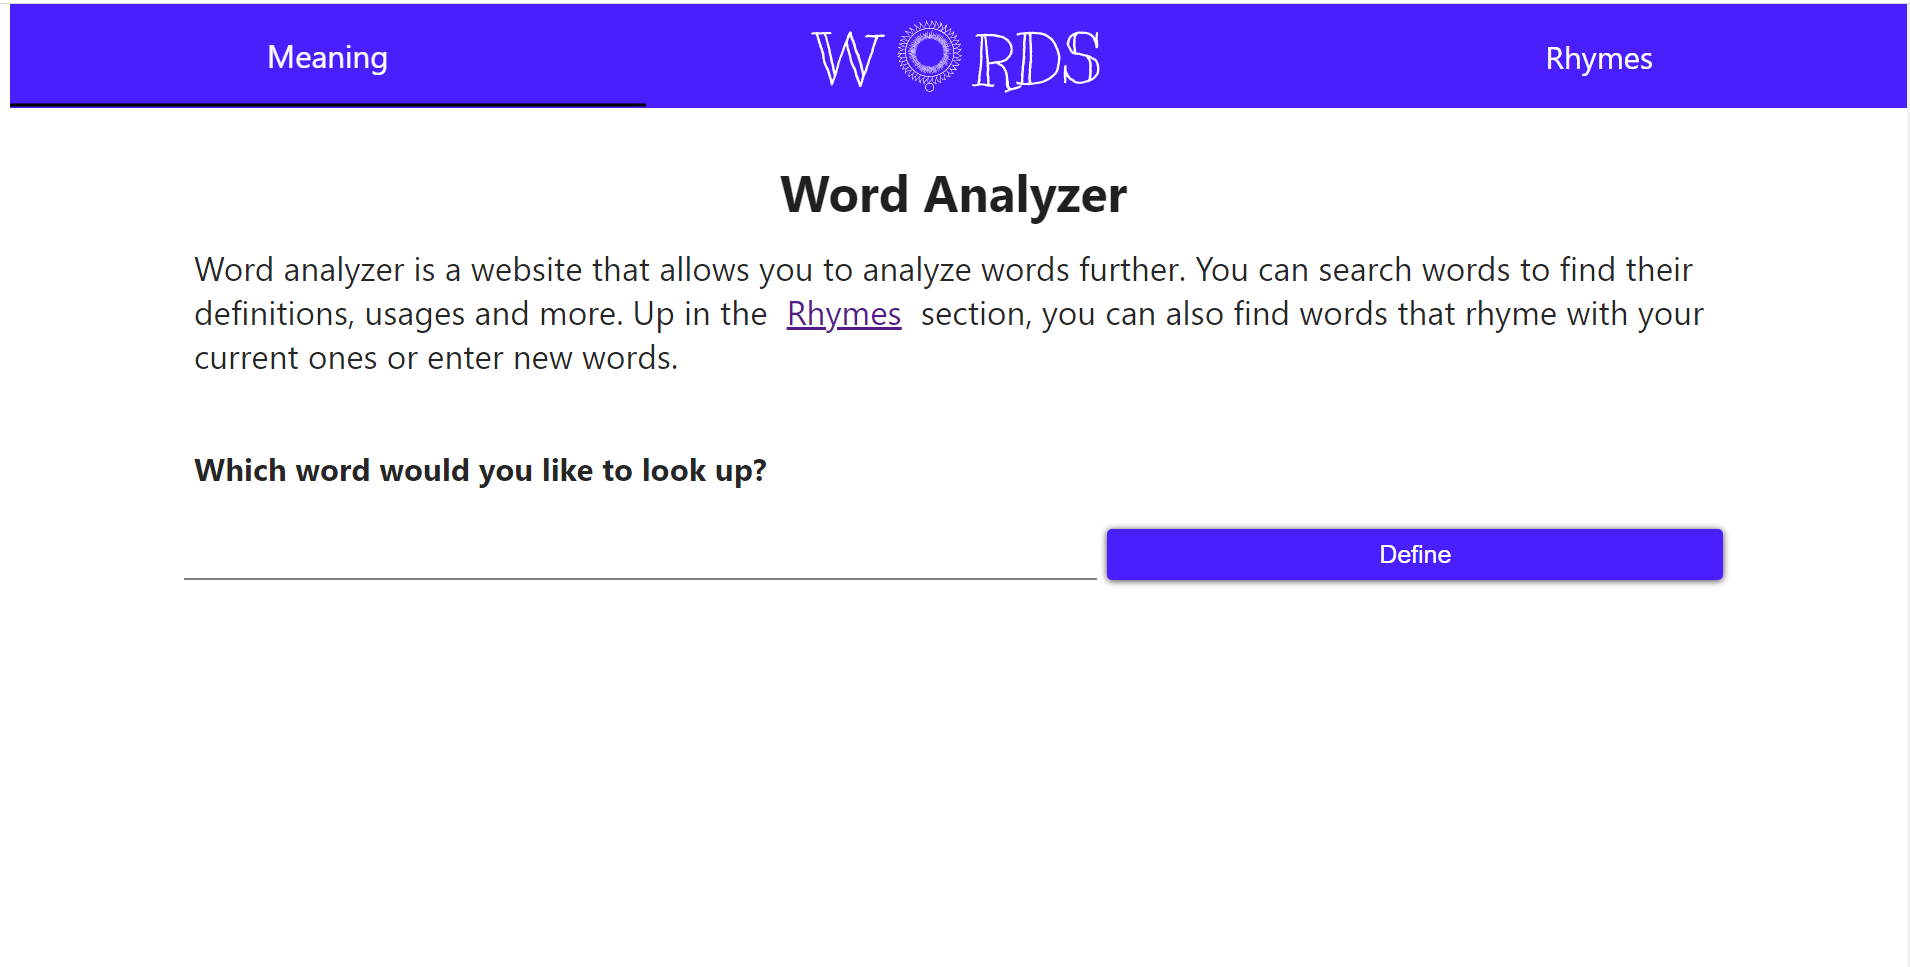 Meaning
WORDS
Rhymes
Word Analyzer
Word analyzer is a website that allows you to analyze words further. You can search words to find their
definitions, usages and more. Up in the Rhymes section, you can also find words that rhyme with your
current ones or enter new words.
Which word would you like to look up?
Define